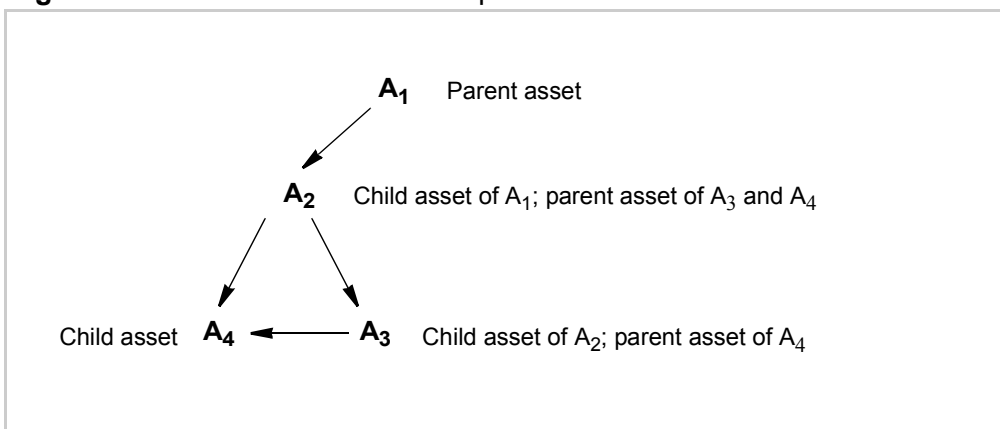 A₁ Parent asset
A₂ Child asset of A₁; parent asset of A₃ and A₄
Child asset A₄ A₃ Child asset of A₂; parent asset of A₄